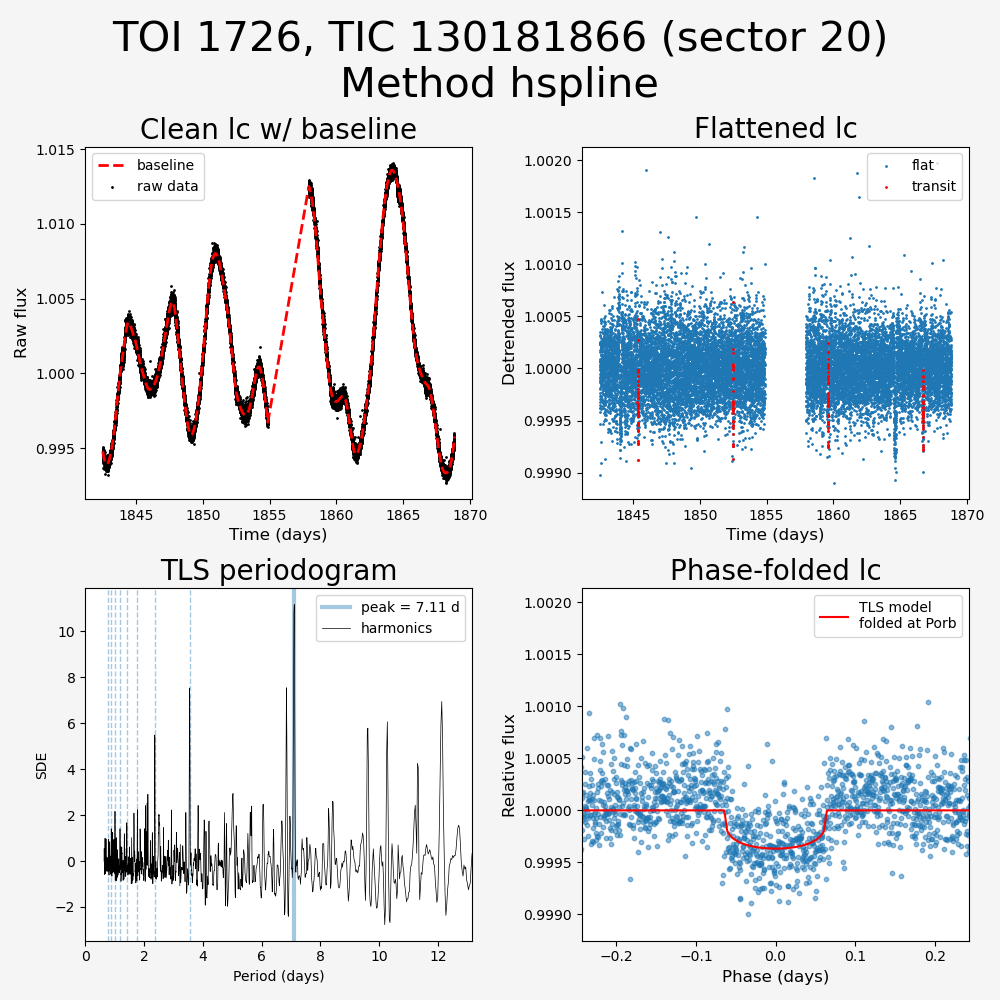 TOI 1726, TIC 130181866 (sector 20)
Method hspline
Clean lc w/ baseline
Raw flux
1.015
1.010
1.005
1.000
0.995
baseline
raw data
1845
1850
1855
1860
1865
1870
Time (days)
Flattened lc
Detrended flux
1.0020
1.0015
1.0010
1.0005
1.0000
0.9995
0.9990
flat
transit
1845
1850
1855
1860
1865
1870
Time (days)
TLS periodogram
SDE
10
8
6
4
2
0
−2
peak = 7.11 d
harmonics
0
2
4
6
8
10
12
Period (days)
Phase-folded lc
Relative flux
1.0020
1.0015
1.0010
1.0005
1.0000
0.9995
0.9990
TLS model
folded at Porb
−0.2
−0.1
0.0
0.1
0.2
Phase (days)